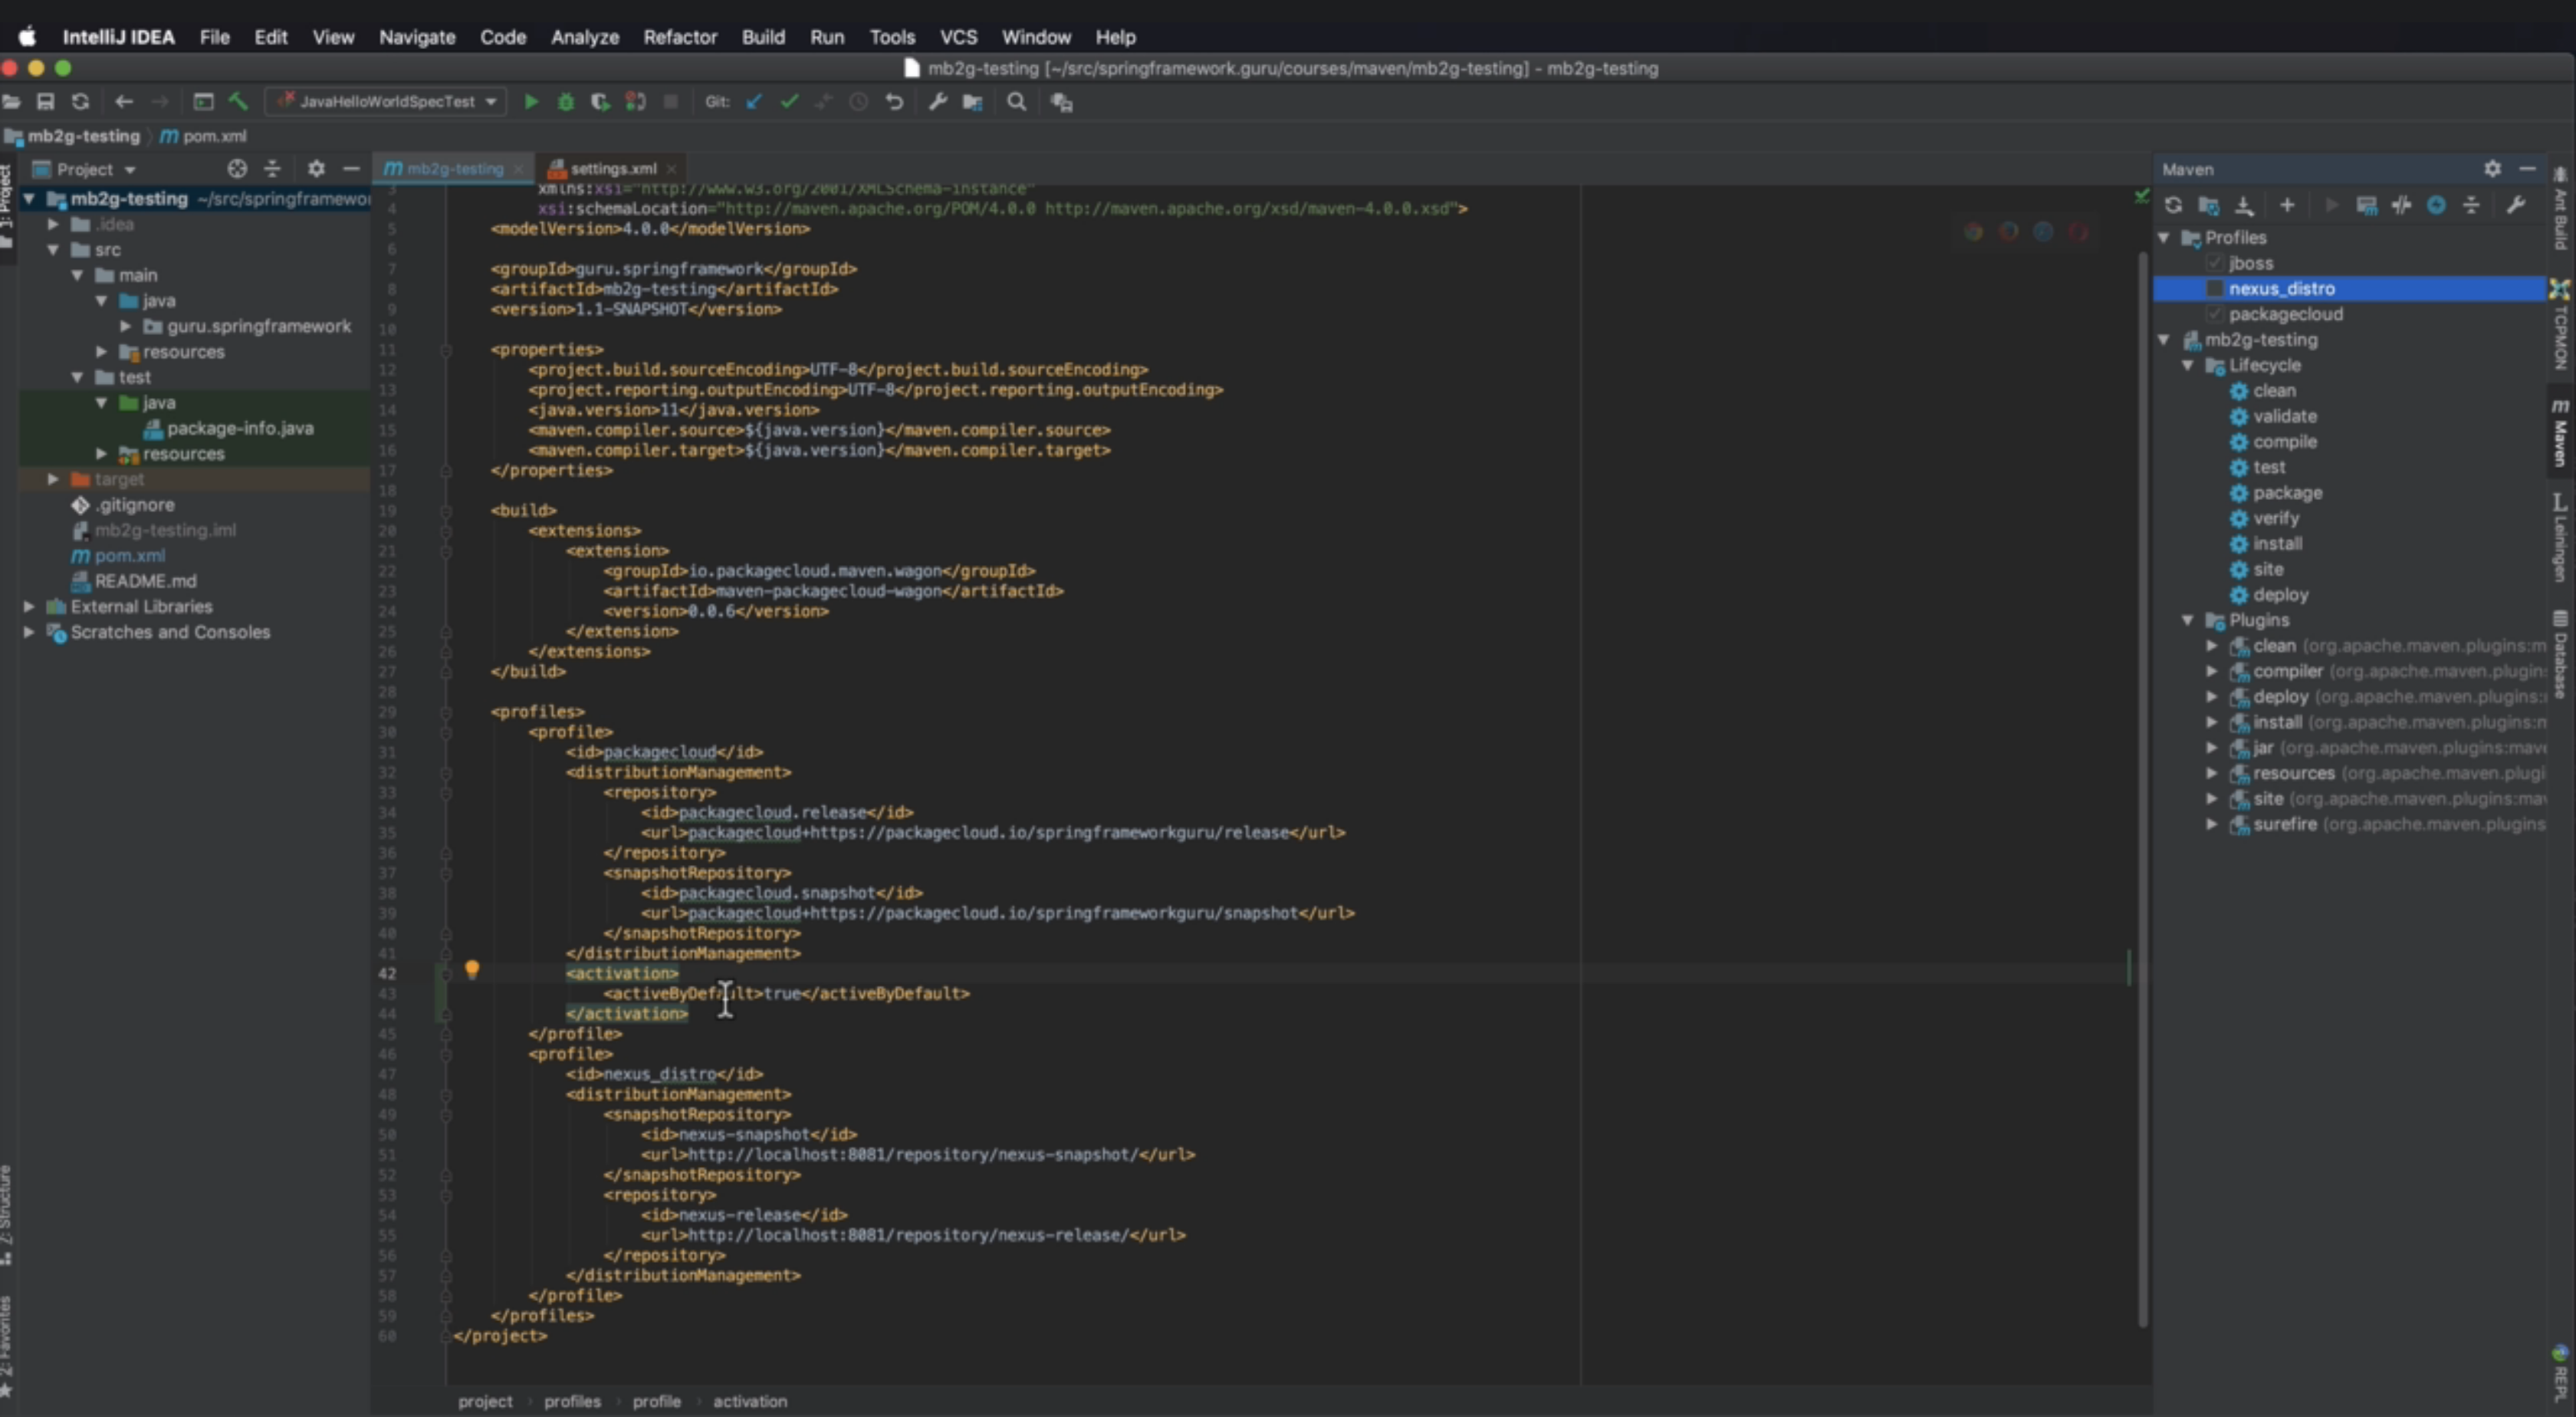 IntelliJ IDEA File Edit View Navigate Code Analyze Refactor Build Run Tools VCS Window Help
mb2g-testing [~/src/springframework.guru/courses/maven/mb2g-testing] - mb2g-testing
JavaHelloWorldSpecTest Git:
mb2g-testing pom.xml
1: Project
Project
mb2g-testing ~/src/springframewor
.idea
src
main
java
guru.springframework
resources
test
java
package-info.java
resources
target
.gitignore
mb2g-testing.iml
pom.xml
README.md
External Libraries
Scratches and Consoles
Z: Structure
2: Favorites
mb2g-testing settings.xml
3 xmlns:xsi="http://www.w3.org/2001/XMLSchema-instance"
4 xsi:schemaLocation="http://maven.apache.org/POM/4.0.0 http://maven.apache.org/xsd/maven-4.0.0.xsd">
5 <modelVersion>4.0.0</modelVersion>
6
7 <groupId>guru.springframework</groupId>
8 <artifactId>mb2g-testing</artifactId>
9 <version>1.1-SNAPSHOT</version>
10
11 <properties>
12 <project.build.sourceEncoding>UTF-8</project.build.sourceEncoding>
13 <project.reporting.outputEncoding>UTF-8</project.reporting.outputEncoding>
14 <java.version>11</java.version>
15 <maven.compiler.source>${java.version}</maven.compiler.source>
16 <maven.compiler.target>${java.version}</maven.compiler.target>
17 </properties>
18
19 <build>
20 <extensions>
21 <extension>
22 <groupId>io.packagecloud.maven.wagon</groupId>
23 <artifactId>maven-packagecloud-wagon</artifactId>
24 <version>0.0.6</version>
25 </extension>
26 </extensions>
27 </build>
28
29 <profiles>
30 <profile>
31 <id>packagecloud</id>
32 <distributionManagement>
33 <repository>
34 <id>packagecloud.release</id>
35 <url>packagecloud+https://packagecloud.io/springframeworkguru/release</url>
36 </repository>
37 <snapshotRepository>
38 <id>packagecloud.snapshot</id>
39 <url>packagecloud+https://packagecloud.io/springframeworkguru/snapshot</url>
40 </snapshotRepository>
41 </distributionManagement>
42 <activation>
43 <activeByDefault>true</activeByDefault>
44 </activation>
45 </profile>
46 <profile>
47 <id>nexus_distro</id>
48 <distributionManagement>
49 <snapshotRepository>
50 <id>nexus-snapshot</id>
51 <url>http://localhost:8081/repository/nexus-snapshot/</url>
52 </snapshotRepository>
53 <repository>
54 <id>nexus-release</id>
55 <url>http://localhost:8081/repository/nexus-release/</url>
56 </repository>
57 </distributionManagement>
58 </profile>
59 </profiles>
60 </project>
project profiles profile activation
Maven
Profiles
jboss
nexus_distro
packagecloud
mb2g-testing
Lifecycle
clean
validate
compile
test
package
verify
install
site
deploy
Plugins
clean (org.apache.maven.plugins:m
compiler (org.apache.maven.plugin
deploy (org.apache.maven.plugins:
install (org.apache.maven.plugins:m
jar (org.apache.maven.plugins:mave
resources (org.apache.maven.plugi
site (org.apache.maven.plugins:mav
surefire (org.apache.maven.plugins
Ant Build
TCPMON
Maven
Leiningen
Database
REPL